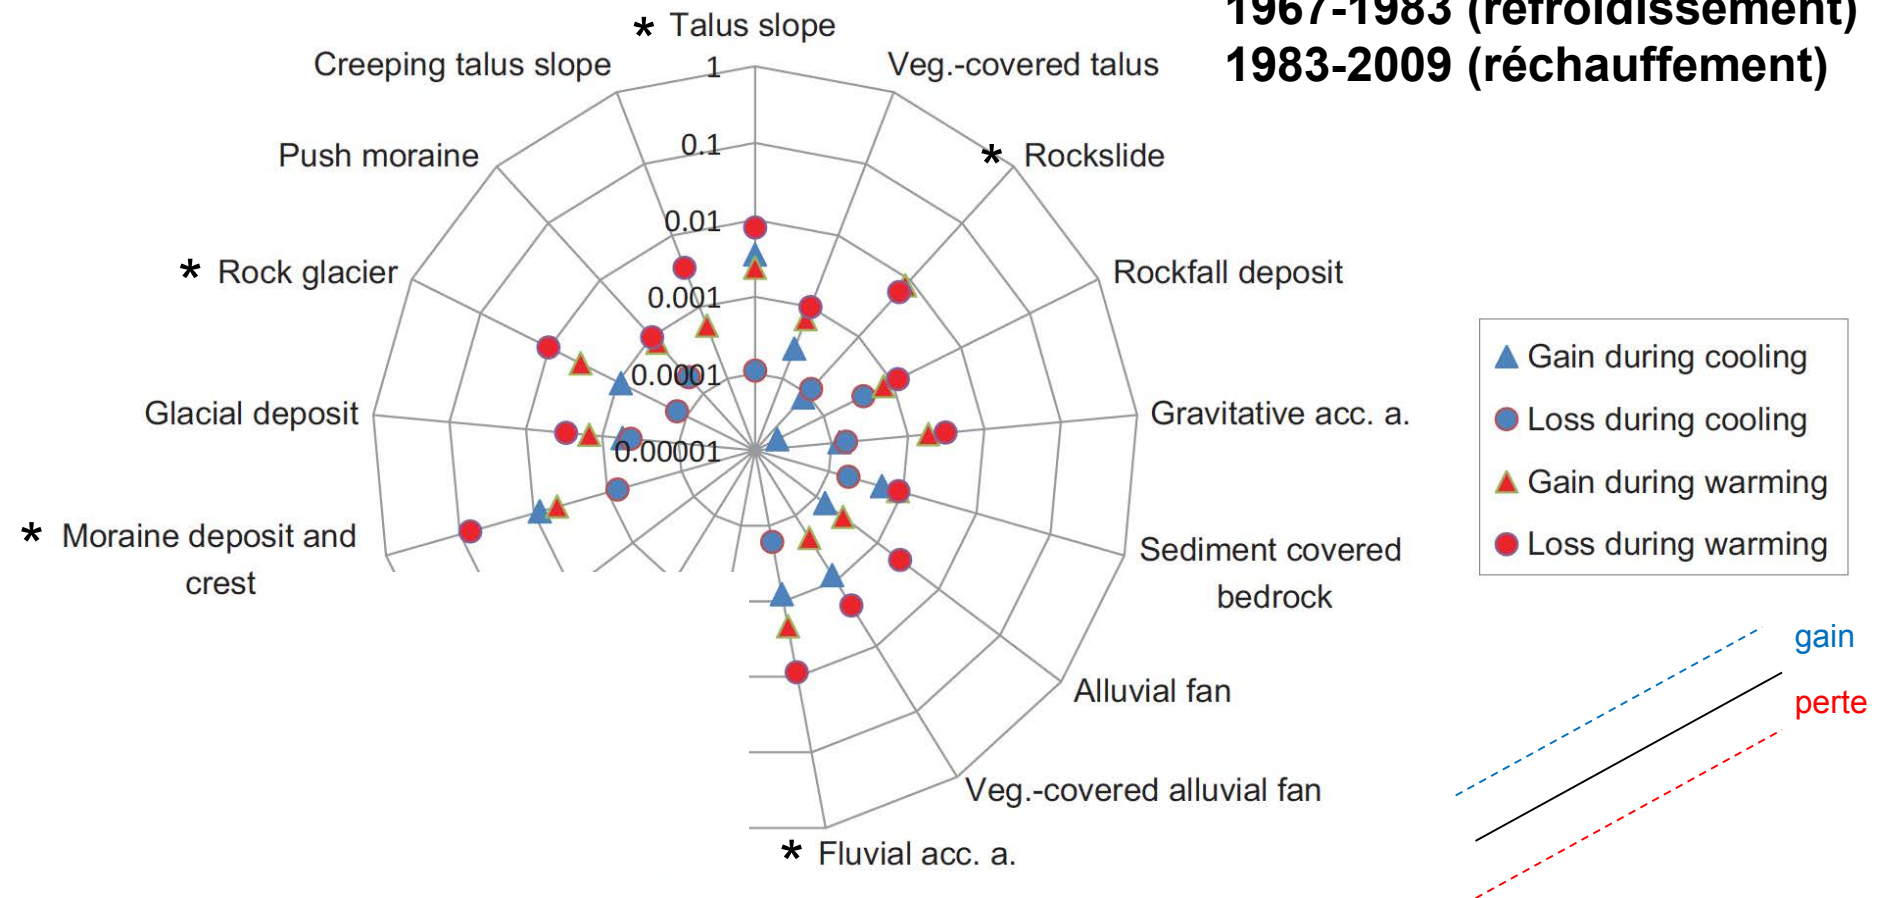 1967-1983 (refroidissement)
1983-2009 (réchauffement)
* Talus slope
Creeping talus slope
Veg.-covered talus
Push moraine
* Rockslide
* Rock glacier
Rockfall deposit
Glacial deposit
Gravitative acc. a.
* Moraine deposit and
crest
Sediment covered
bedrock
Alluvial fan
Veg.-covered alluvial fan
* Fluvial acc. a.
1
0.1
0.01
0.001
0.0001
0.00001
Gain during cooling
Loss during cooling
Gain during warming
Loss during warming
gain
perte